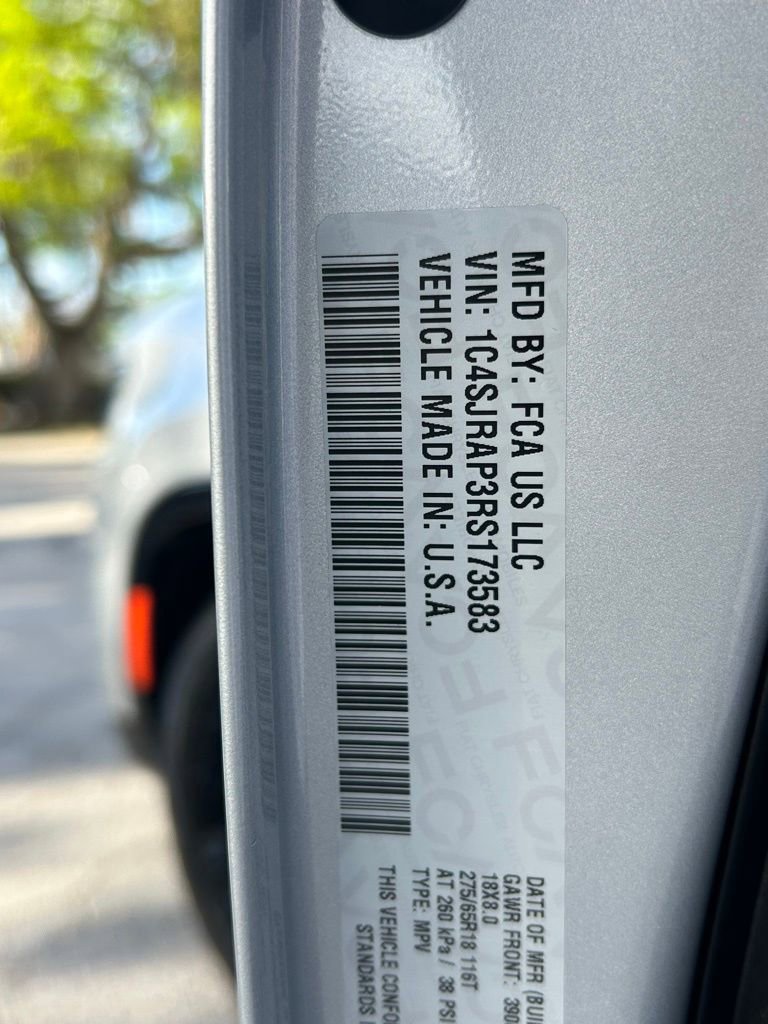 MFD BY: FCA US LLC
VIN: 1C4SJRAP3RS173583
VEHICLE MADE IN: U.S.A.
DATE OF MFR
GAWR FRONT:
18X8.0
275/65R18 116T
AT 260 kPa / 38 PSI
TYPE: MPV
THIS VEHICLE
STANDARDS